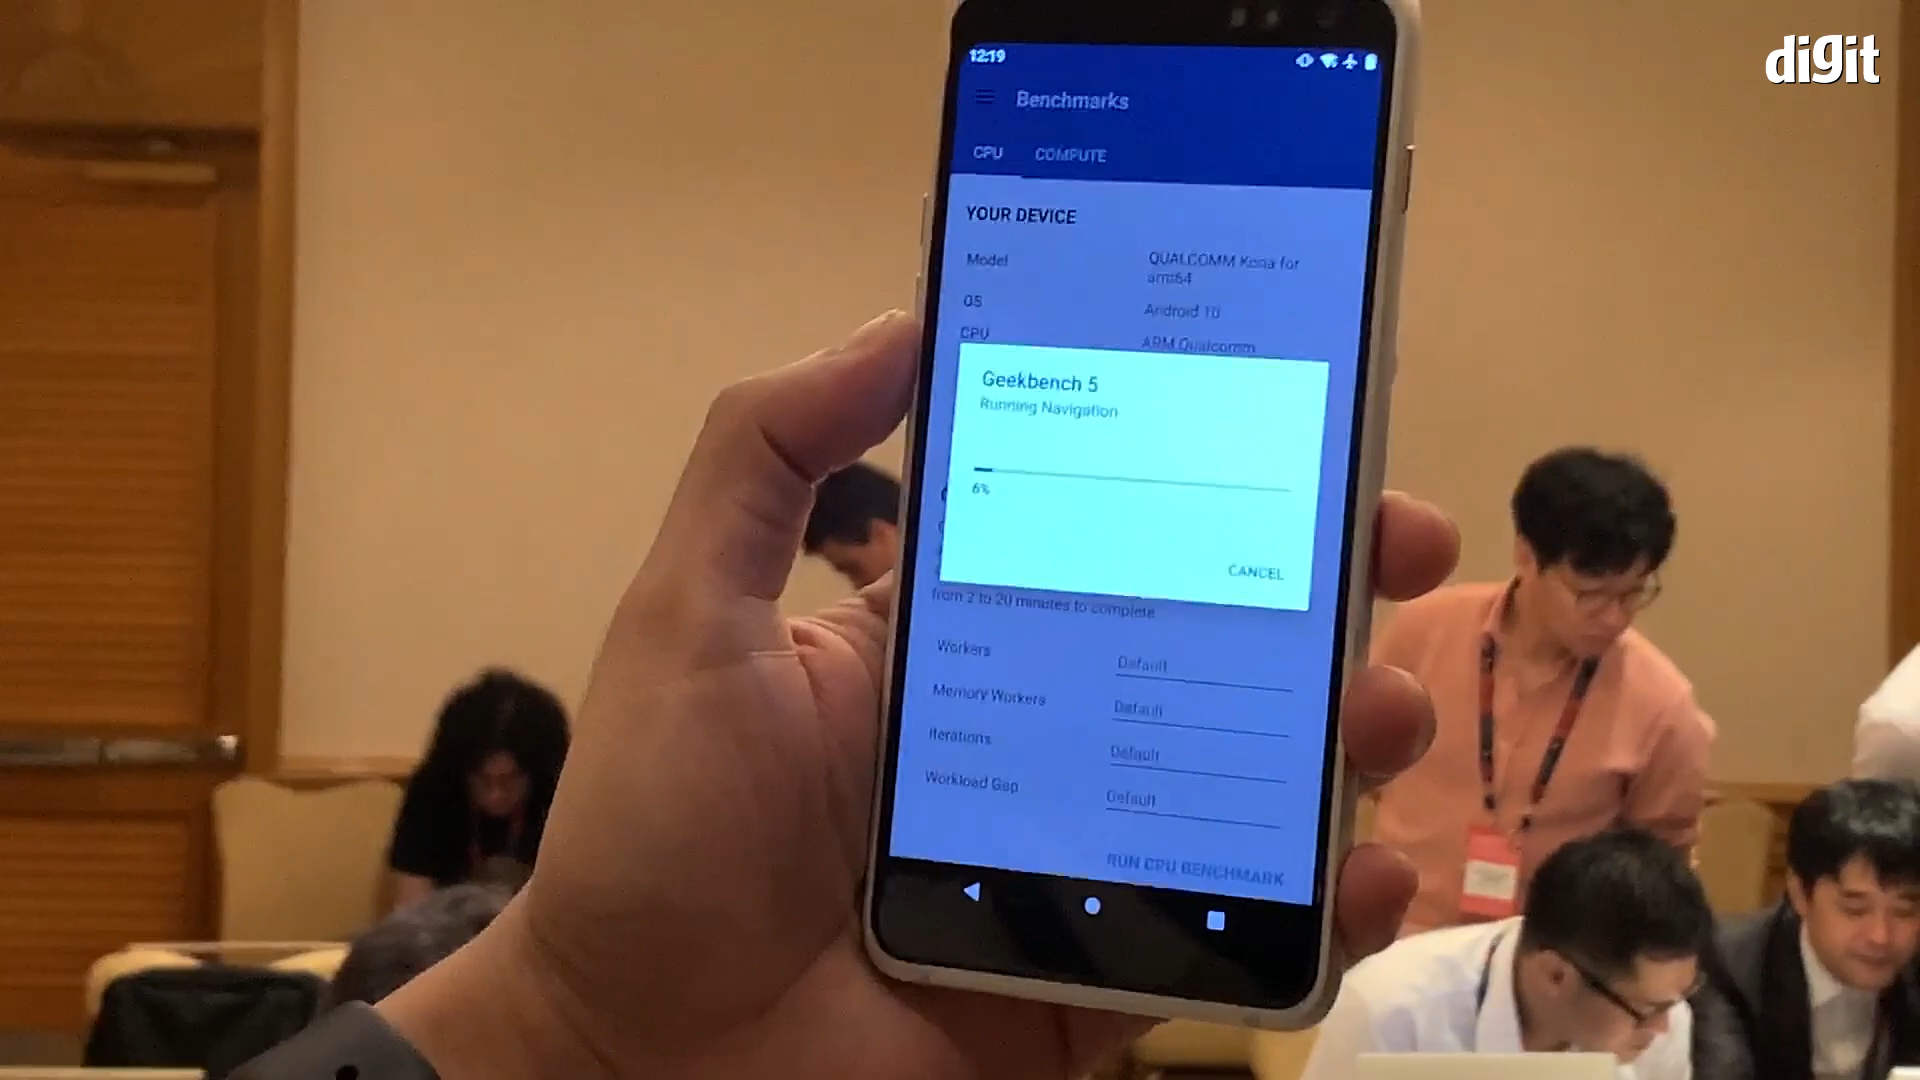 digit
12:19
Benchmarks
CPU COMPUTE
YOUR DEVICE
Model QUALCOMM Kona for
arm64
OS Android 10
CPU ARM Qualcomm
Geekbench 5
Running Navigation
6%
CANCEL
from 2 to 20 minutes to complete
Workers Default
Memory Workers Default
Iterations Default
Workload Gap Default
RUN CPU BENCHMARK